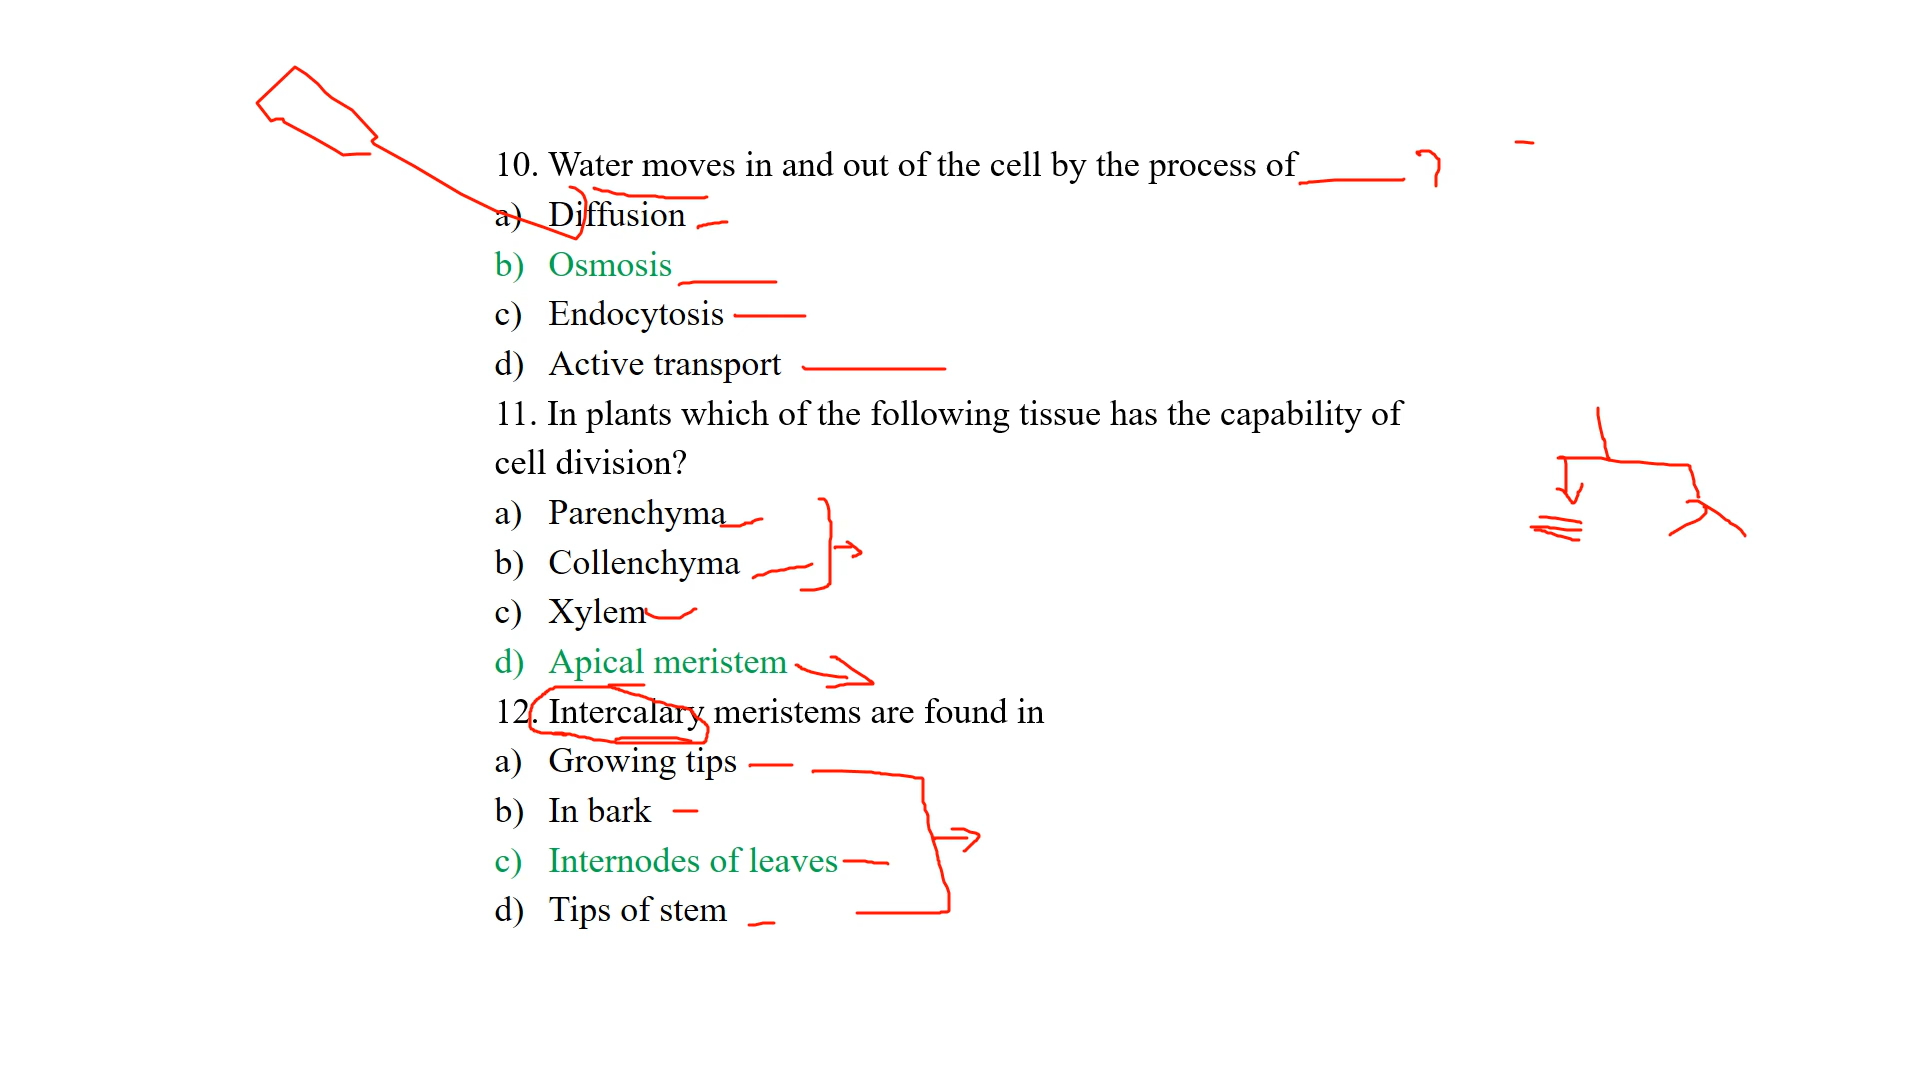 10. Water moves in and out of the cell by the process of ______ ?
a) Diffusion
b) Osmosis
c) Endocytosis
d) Active transport
11. In plants which of the following tissue has the capability of
cell division?
a) Parenchyma
b) Collenchyma
c) Xylem
d) Apical meristem
12. Intercalary meristems are found in
a) Growing tips
b) In bark
c) Internodes of leaves
d) Tips of stem